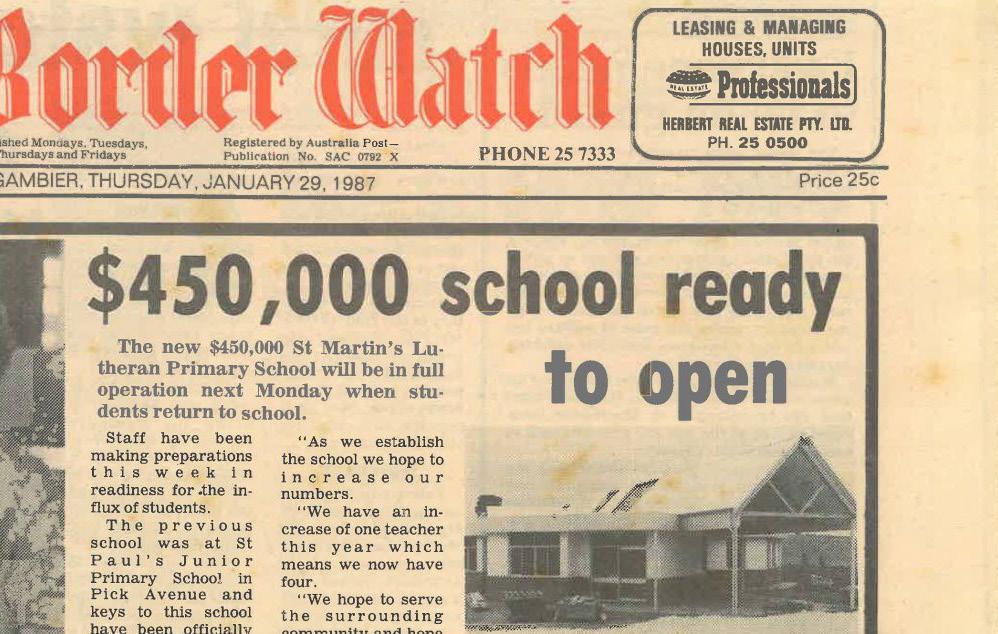 Border Watch
ished Mondays, Tuesdays,
Thursdays and Fridays
Registered by Australia Post—
Publication No. SAC 0792 X
PHONE 25 7333
LEASING & MANAGING
HOUSES, UNITS
REAL ESTATE
Professionals
HERBERT REAL ESTATE PTY. LTD.
PH. 25 0500
GAMBIER, THURSDAY, JANUARY 29, 1987
Price 25c
$450,000 school ready
to open
The new $450,000 St Martin's Lu-
theran Primary School will be in full
operation next Monday when stu-
dents return to school.
Staff have been
making preparations
this week in
readiness for the in-
flux of students.
The previous
school was at St
Paul's Junior
Primary School in
Pick Avenue and
keys to this school
have been officially
"As we establish
the school we hope to
increase our
numbers.
"We have an in-
crease of one teacher
this year which
means we now have
four.
"We hope to serve
the surrounding
community and hope